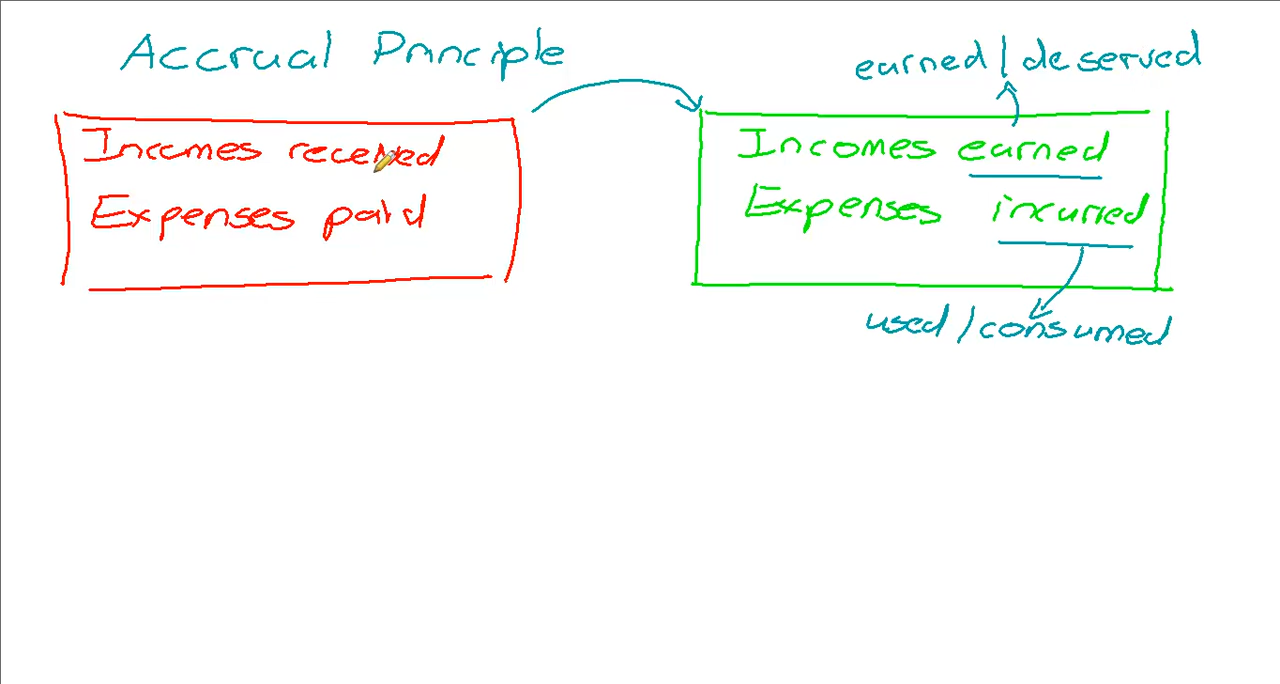 Accrual Principle
earned / deserved
Incomes received
Expenses paid
Incomes earned
Expenses incurred
used / consumed